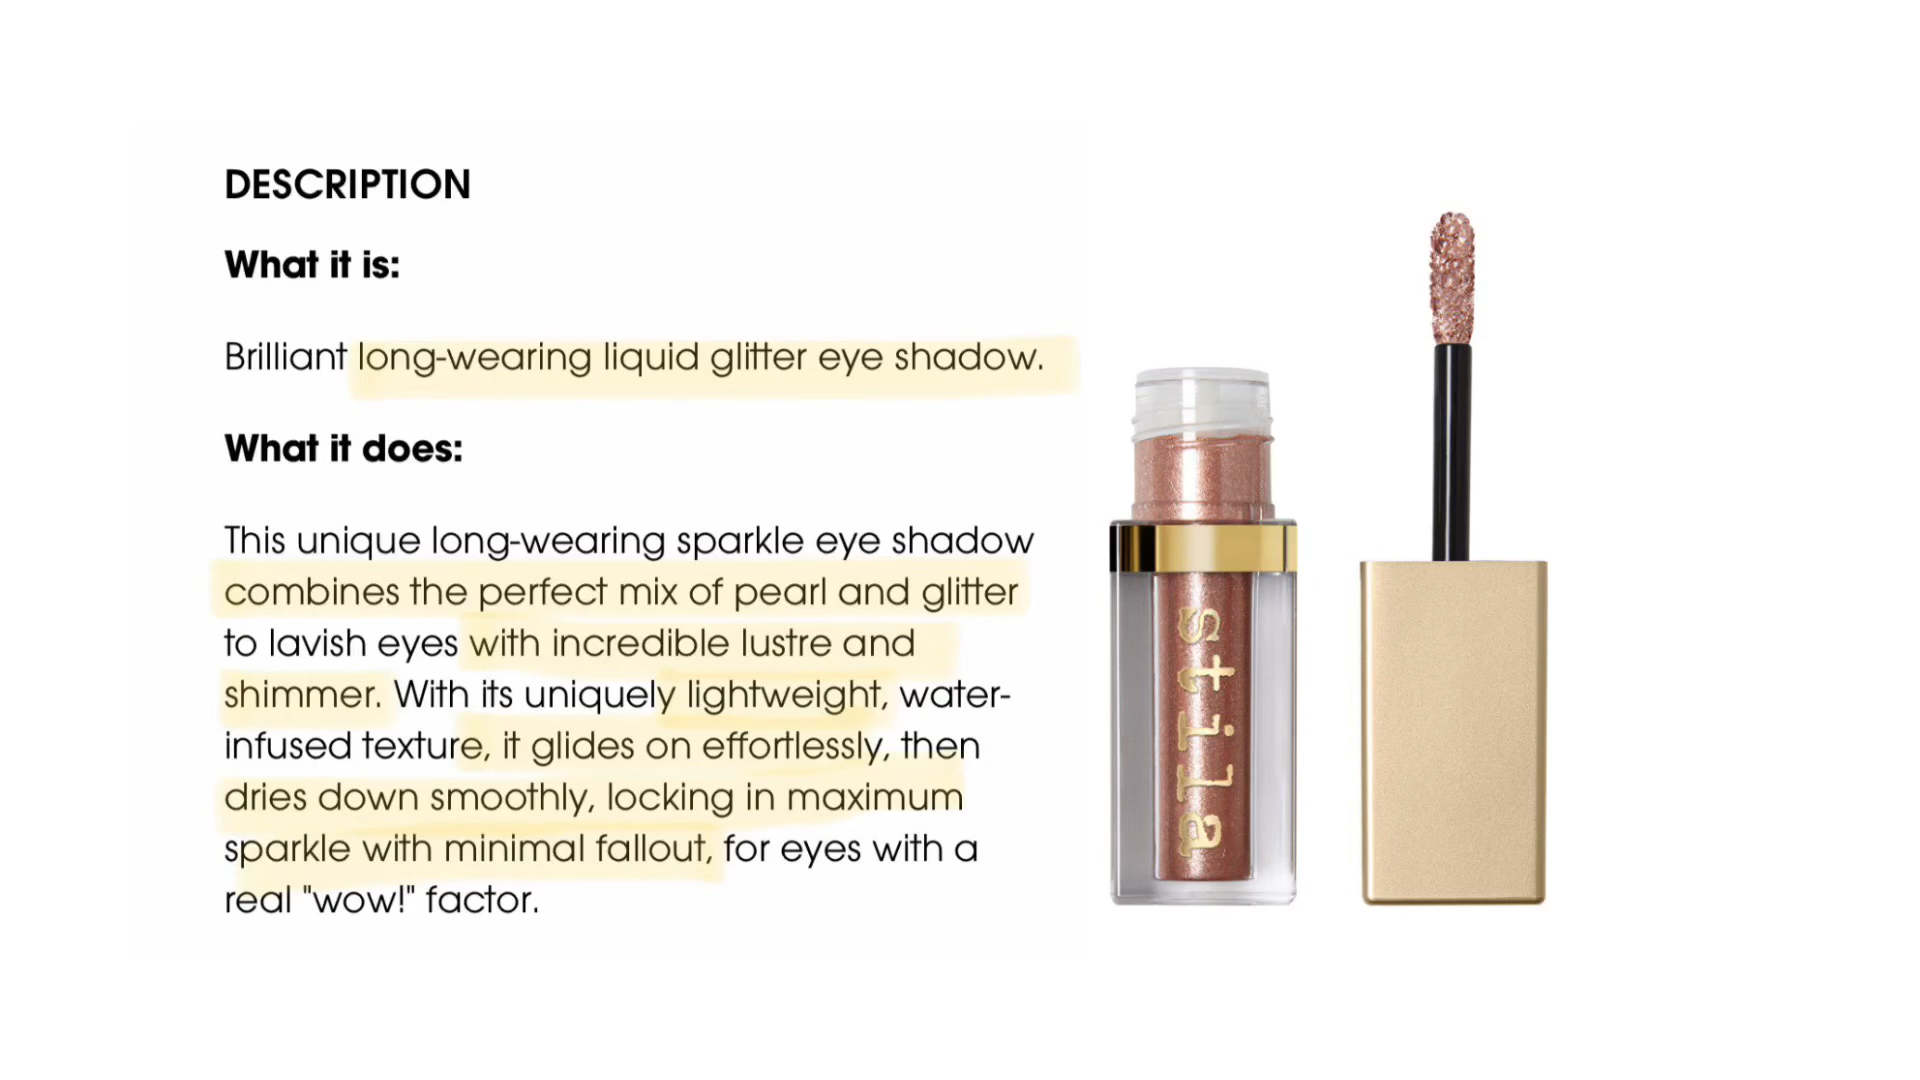 DESCRIPTION
What it is:
Brilliant long-wearing liquid glitter eye shadow.
What it does:
This unique long-wearing sparkle eye shadow
combines the perfect mix of pearl and glitter
to lavish eyes with incredible lustre and
shimmer. With its uniquely lightweight, water-
infused texture, it glides on effortlessly, then
dries down smoothly, locking in maximum
sparkle with minimal fallout, for eyes with a
real "wow!" factor.
stila